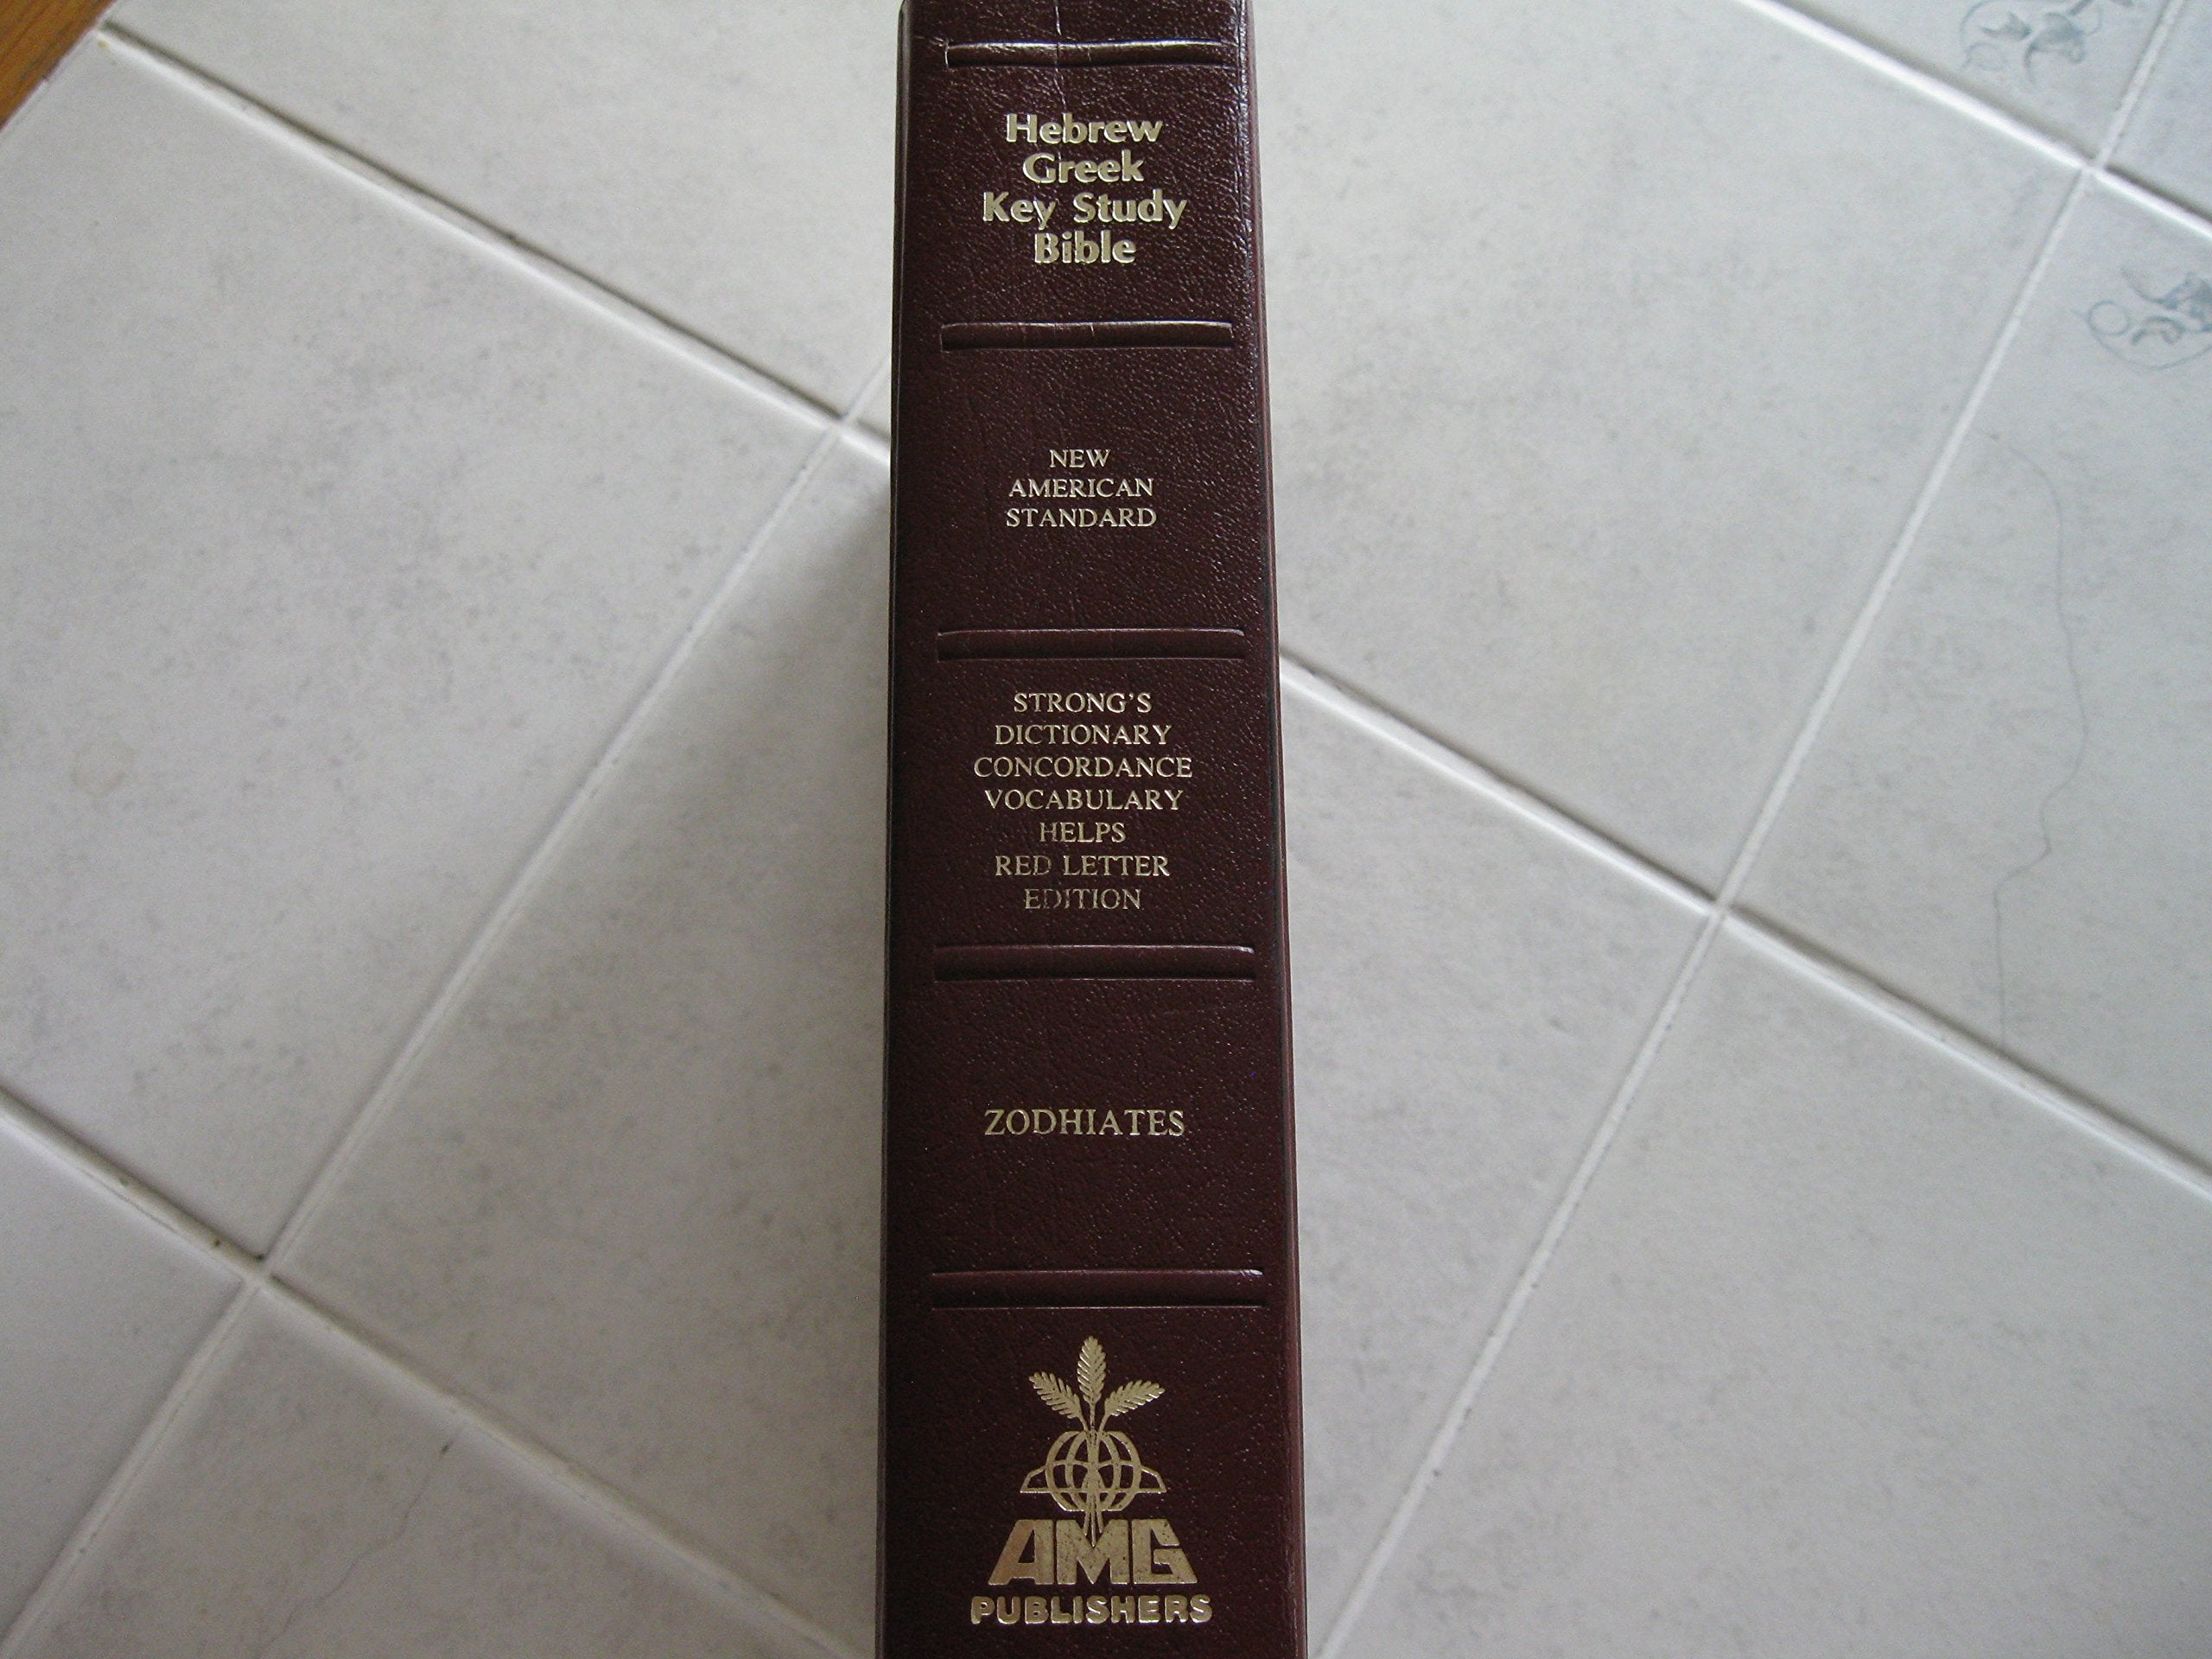 Hebrew
Greek
Key Study
Bible
NEW
AMERICAN
STANDARD
STRONG'S
DICTIONARY
CONCORDANCE
VOCABULARY
HELPS
RED LETTER
EDITION
ZODHIATES
AMG
PUBLISHERS